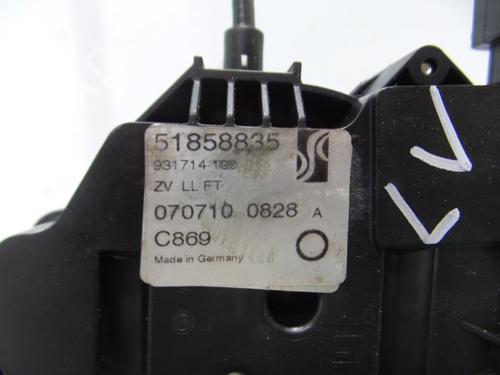 51858835
931714-100
ZV LL FT
070710 0828 A
C869
Made in Germany